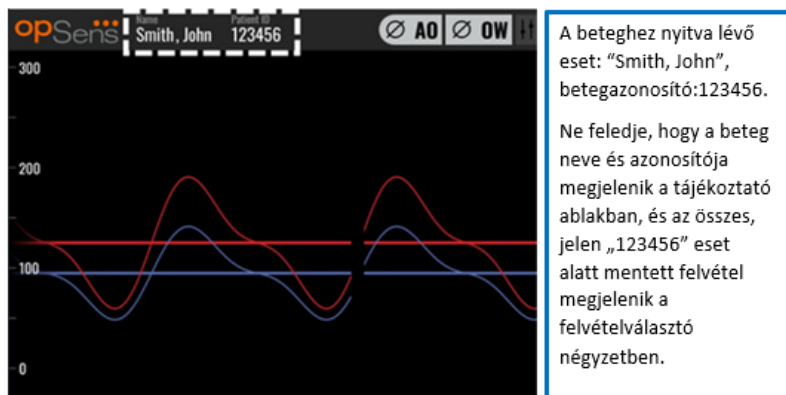 opSens
Name Patient ID
Smith, John 123456
Ø AO Ø OW
300
200
100
0
A beteghez nyitva lévő
eset: “Smith, John”,
betegazonosító:123456.
Ne feledje, hogy a beteg
neve és azonosítója
megjelenik a tájékoztató
ablakban, és az összes,
jelen „123456” eset
alatt mentett felvétel
megjelenik a
felvételválasztó
négyzetben.